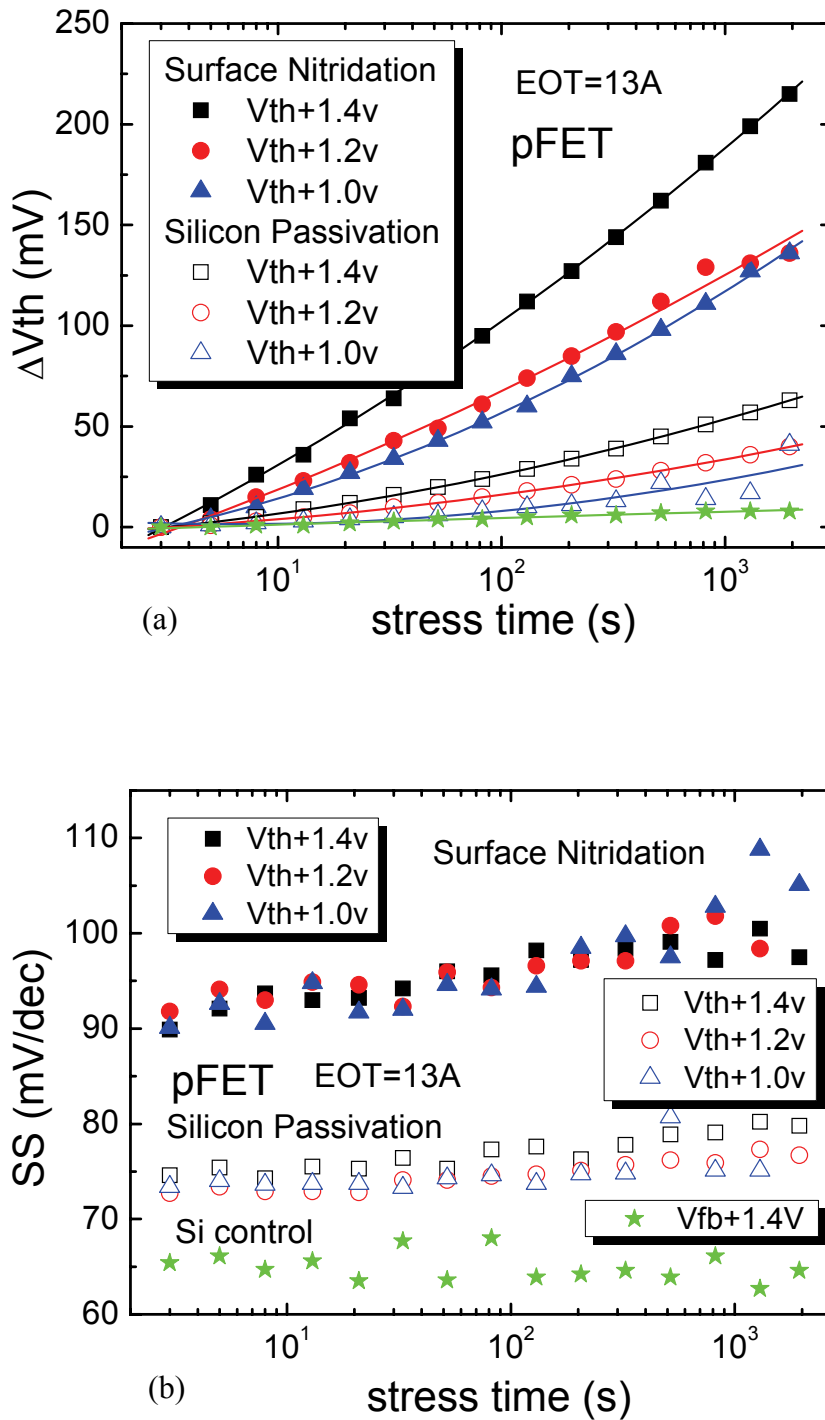 250
200
150
100
50
0
ΔVth (mV)
Surface Nitridation
Vth+1.4v
Vth+1.2v
Vth+1.0v
Silicon Passivation
Vth+1.4v
Vth+1.2v
Vth+1.0v
EOT=13A
pFET
10¹ 10² 10³
(a) stress time (s)
110
100
90
80
70
60
SS (mV/dec)
Vth+1.4v
Vth+1.2v
Vth+1.0v
Surface Nitridation
Vth+1.4v
Vth+1.2v
Vth+1.0v
pFET EOT=13A
Silicon Passivation
Si control
Vfb+1.4V
10¹ 10² 10³
(b) stress time (s)